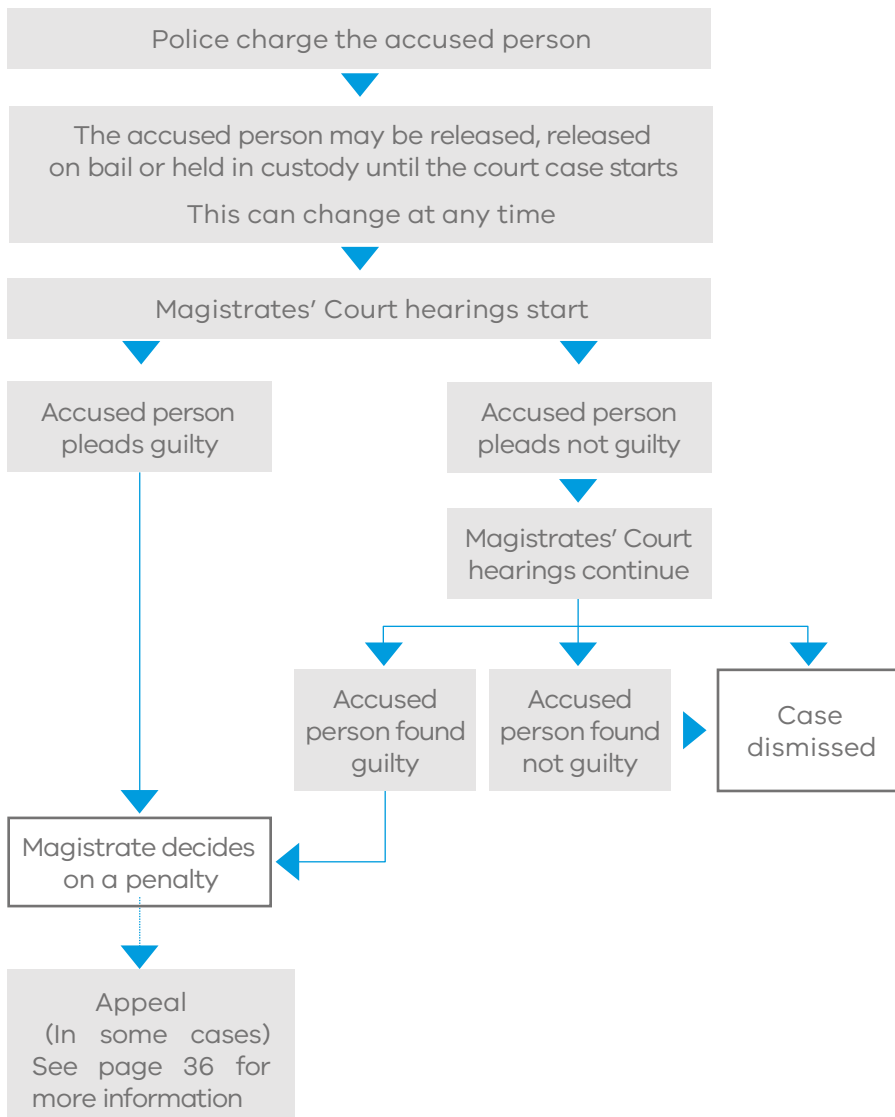 Police charge the accused person
The accused person may be released, released
on bail or held in custody until the court case starts
This can change at any time
Magistrates’ Court hearings start
Accused person
pleads guilty
Accused person
pleads not guilty
Magistrates’ Court
hearings continue
Accused
person found
guilty
Accused
person found
not guilty
Case
dismissed
Magistrate decides
on a penalty
Appeal
(In some cases)
See page 36 for
more information